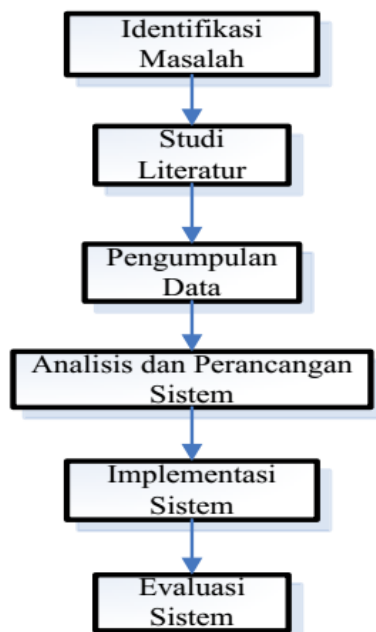 Identifikasi
Masalah
Studi
Literatur
Pengumpulan
Data
Analisis dan Perancangan
Sistem
Implementasi
Sistem
Evaluasi
Sistem